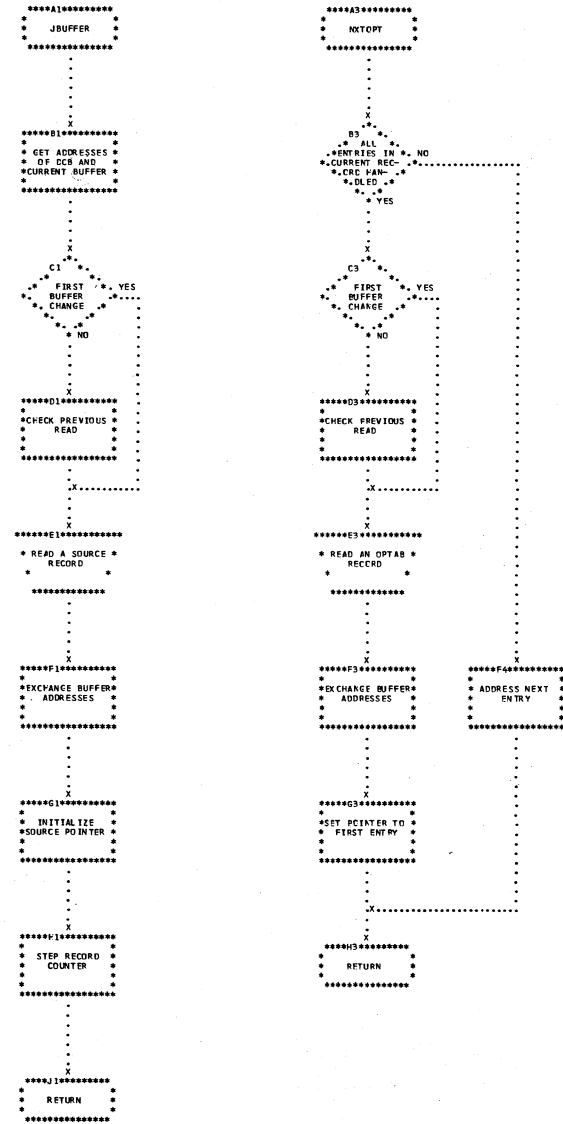 A1
JBUFFER
B1
GET ADDRESSES
OF DCB AND
CURRENT BUFFER
C1
FIRST
BUFFER
CHANGE
YES
NO
D1
CHECK PREVIOUS
READ
X
E1
READ A SOURCE
RECORD
X
F1
EXCHANGE BUFFER
ADDRESSES
X
G1
INITIALIZE
SOURCE POINTER
X
H1
STEP RECORD
COUNTER
X
J1
RETURN
A3
NXTOPT
X
B3
ALL
ENTRIES IN
CURRENT REC-
CRD HAN-
DLED
NO
YES
X
C3
FIRST
BUFFER
CHANGE
YES
NO
X
D3
CHECK PREVIOUS
READ
X
E3
READ AN OPTAB
RECCRD
X
F3
EXCHANGE BUFFER
ADDRESSES
F4
ADDRESS NEXT
ENTRY
X
G3
SET PCINTER TO
FIRST ENTRY
X
H3
RETURN